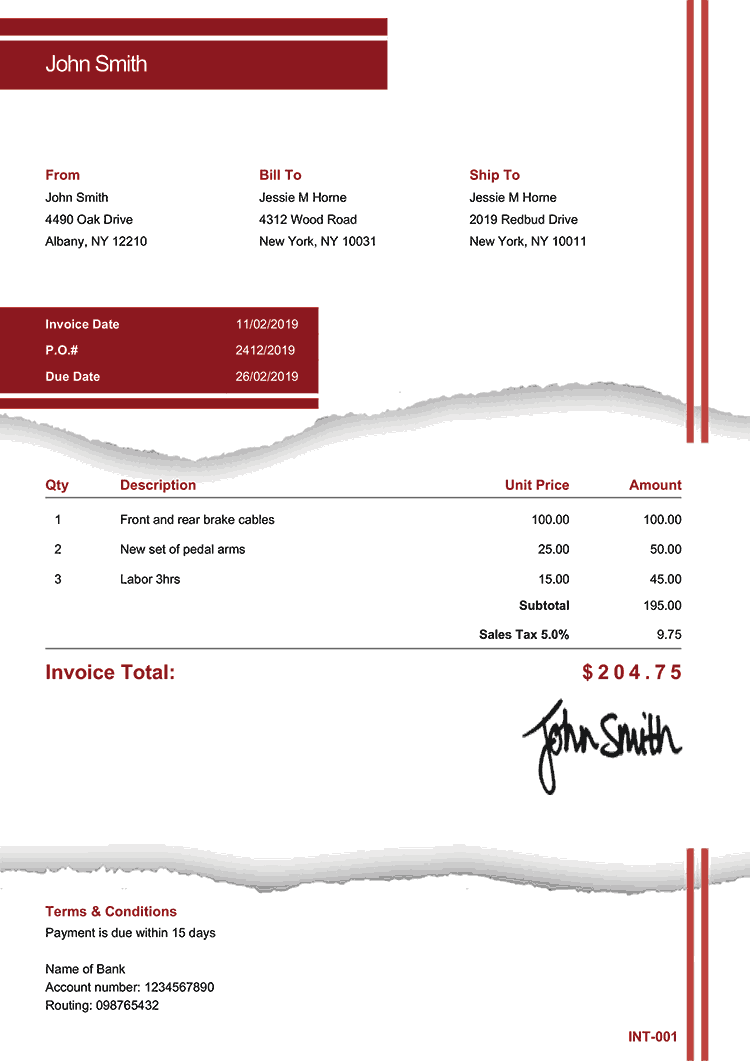 John Smith
From Bill To Ship To
John Smith Jessie M Horne Jessie M Horne
4490 Oak Drive 4312 Wood Road 2019 Redbud Drive
Albany, NY 12210 New York, NY 10031 New York, NY 10011
Invoice Date 11/02/2019
P.O.# 2412/2019
Due Date 26/02/2019
Qty Description Unit Price Amount
1 Front and rear brake cables 100.00 100.00
2 New set of pedal arms 25.00 50.00
3 Labor 3hrs 15.00 45.00
Subtotal 195.00
Sales Tax 5.0% 9.75
Invoice Total: $204.75
John Smith
Terms & Conditions
Payment is due within 15 days
Name of Bank
Account number: 1234567890
Routing: 098765432
INT-001